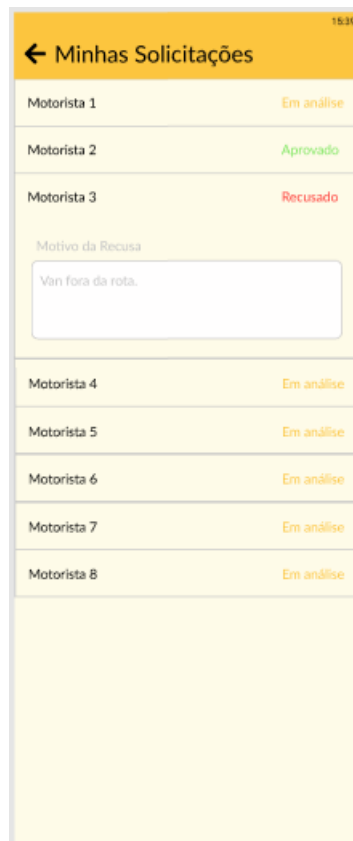 15:39
Minhas Solicitações
Motorista 1 Em análise
Motorista 2 Aprovado
Motorista 3 Recusado
Motivo da Recusa
Van fora da rota.
Motorista 4 Em análise
Motorista 5 Em análise
Motorista 6 Em análise
Motorista 7 Em análise
Motorista 8 Em análise